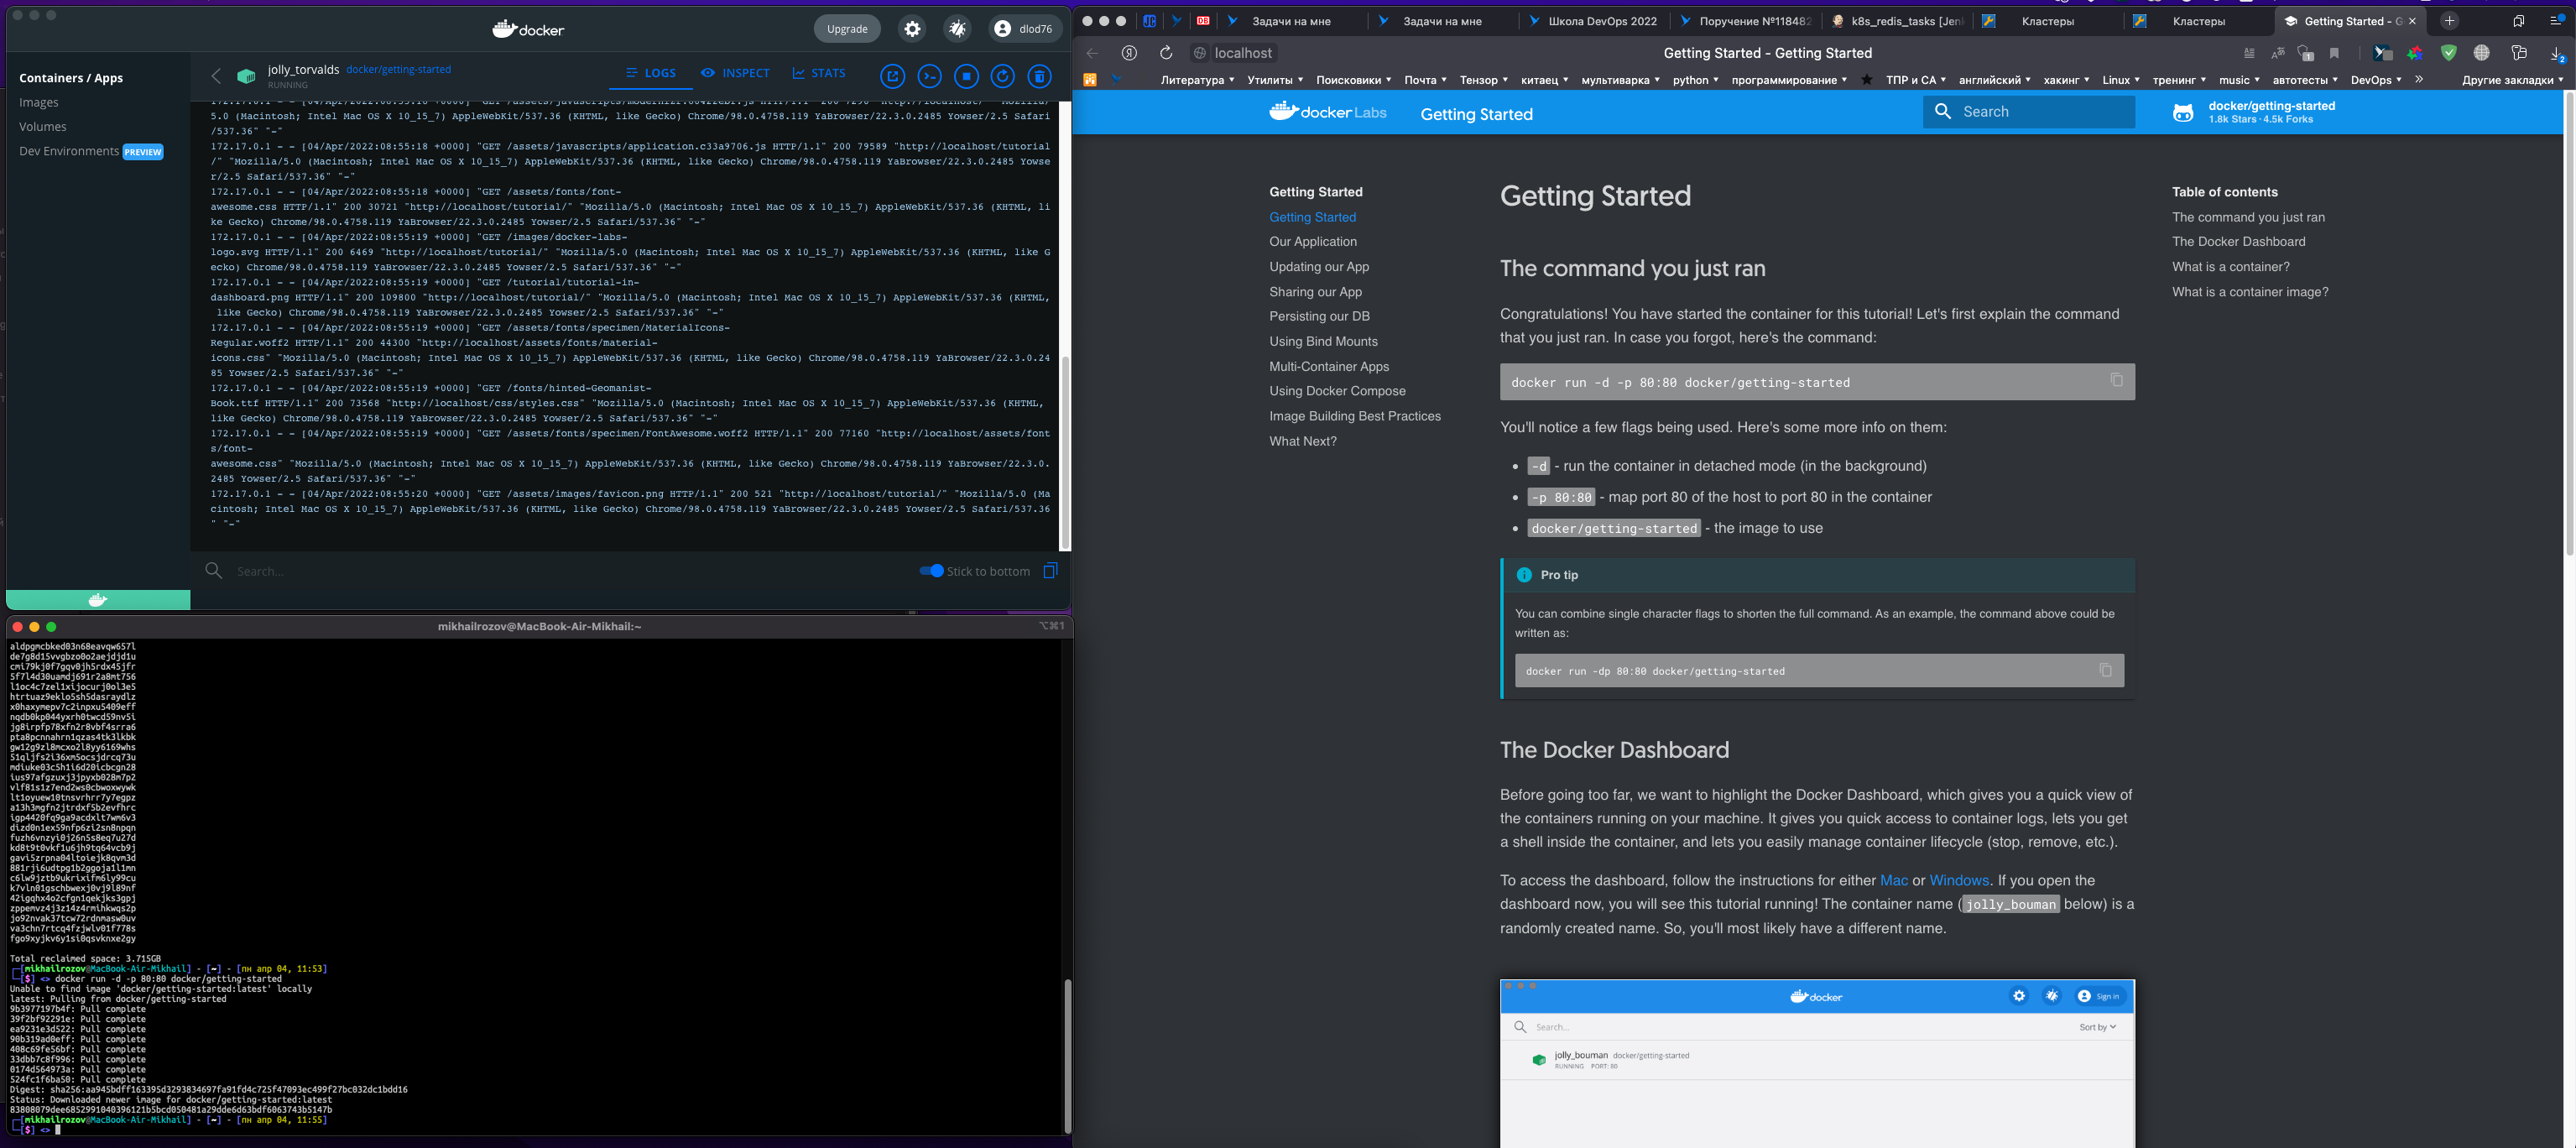 docker
Upgrade
dlod76
Containers / Apps
Images
Volumes
Dev Environments PREVIEW
jolly_torvalds docker/getting-started
RUNNING
LOGS
INSPECT
STATS
5.0 (Macintosh; Intel Mac OS X 10_15_7) AppleWebKit/537.36 (KHTML, like Gecko) Chrome/98.0.4758.119 YaBrowser/22.3.0.2485 Yowser/2.5 Safari
/537.36" "-"
172.17.0.1 - - [04/Apr/2022:08:55:18 +0000] "GET /assets/javascripts/application.c33a9706.js HTTP/1.1" 200 79589 "http://localhost/tutorial
/" "Mozilla/5.0 (Macintosh; Intel Mac OS X 10_15_7) AppleWebKit/537.36 (KHTML, like Gecko) Chrome/98.0.4758.119 YaBrowser/22.3.0.2485 Yowse
r/2.5 Safari/537.36" "-"
172.17.0.1 - - [04/Apr/2022:08:55:18 +0000] "GET /assets/fonts/font-
awesome.css HTTP/1.1" 200 30721 "http://localhost/tutorial/" "Mozilla/5.0 (Macintosh; Intel Mac OS X 10_15_7) AppleWebKit/537.36 (KHTML, li
ke Gecko) Chrome/98.0.4758.119 YaBrowser/22.3.0.2485 Yowser/2.5 Safari/537.36" "-"
172.17.0.1 - - [04/Apr/2022:08:55:19 +0000] "GET /images/docker-labs-
logo.svg HTTP/1.1" 200 6469 "http://localhost/tutorial/" "Mozilla/5.0 (Macintosh; Intel Mac OS X 10_15_7) AppleWebKit/537.36 (KHTML, like G
ecko) Chrome/98.0.4758.119 YaBrowser/22.3.0.2485 Yowser/2.5 Safari/537.36" "-"
172.17.0.1 - - [04/Apr/2022:08:55:19 +0000] "GET /tutorial/tutorial-in-
dashboard.png HTTP/1.1" 200 109800 "http://localhost/tutorial/" "Mozilla/5.0 (Macintosh; Intel Mac OS X 10_15_7) AppleWebKit/537.36 (KHTML,
like Gecko) Chrome/98.0.4758.119 YaBrowser/22.3.0.2485 Yowser/2.5 Safari/537.36" "-"
172.17.0.1 - - [04/Apr/2022:08:55:19 +0000] "GET /assets/fonts/specimen/MaterialIcons-
Regular.woff2 HTTP/1.1" 200 44300 "http://localhost/assets/fonts/material-
icons.css" "Mozilla/5.0 (Macintosh; Intel Mac OS X 10_15_7) AppleWebKit/537.36 (KHTML, like Gecko) Chrome/98.0.4758.119 YaBrowser/22.3.0.24
85 Yowser/2.5 Safari/537.36" "-"
172.17.0.1 - - [04/Apr/2022:08:55:19 +0000] "GET /fonts/hinted-Geomanist-
Book.ttf HTTP/1.1" 200 73568 "http://localhost/css/styles.css" "Mozilla/5.0 (Macintosh; Intel Mac OS X 10_15_7) AppleWebKit/537.36 (KHTML,
like Gecko) Chrome/98.0.4758.119 YaBrowser/22.3.0.2485 Yowser/2.5 Safari/537.36" "-"
172.17.0.1 - - [04/Apr/2022:08:55:19 +0000] "GET /assets/fonts/specimen/FontAwesome.woff2 HTTP/1.1" 200 77160 "http://localhost/assets/font
s/font-
awesome.css" "Mozilla/5.0 (Macintosh; Intel Mac OS X 10_15_7) AppleWebKit/537.36 (KHTML, like Gecko) Chrome/98.0.4758.119 YaBrowser/22.3.0.
2485 Yowser/2.5 Safari/537.36" "-"
172.17.0.1 - - [04/Apr/2022:08:55:20 +0000] "GET /assets/images/favicon.png HTTP/1.1" 200 521 "http://localhost/tutorial/" "Mozilla/5.0 (Ma
cintosh; Intel Mac OS X 10_15_7) AppleWebKit/537.36 (KHTML, like Gecko) Chrome/98.0.4758.119 YaBrowser/22.3.0.2485 Yowser/2.5 Safari/537.36
" "-"
Search...
Stick to bottom
mikhailrozov@MacBook-Air-Mikhail:~
⌥⌘1
Total reclaimed space: 3.715GB
[mikhailrozov@MacBook-Air-Mikhail] - [~] - [пн апр 04, 11:53]
[$] <> docker run -d -p 80:80 docker/getting-started
Unable to find image 'docker/getting-started:latest' locally
latest: Pulling from docker/getting-started
9b3977197b4f: Pull complete
39f2bf92291e: Pull complete
ea9231e3d522: Pull complete
90b319ad0eff: Pull complete
408c69fe56bf: Pull complete
33dbb7c8f996: Pull complete
0174d564973a: Pull complete
524fc1f6ba50: Pull complete
Digest: sha256:aa945bdff163395d3293834697fa91fd4c725f47093ec499f27bc032dc1bdd16
Status: Downloaded newer image for docker/getting-started:latest
83808079dee6852991040396121b5bcd050481a29dde6d63bdf6063743b5147b
[mikhailrozov@MacBook-Air-Mikhail] - [~] - [пн апр 04, 11:55]
[$] <>
Задачи на мне
Задачи на мне
Школа DevOps 2022
Поручение №118482
k8s_redis_tasks [Jenk
Кластеры
Кластеры
Getting Started - G
localhost
Getting Started - Getting Started
Литература
Утилиты
Поисковики
Почта
Тензор
китаец
мультиварка
python
программирование
ТПР и СА
английский
хакинг
Linux
тренинг
music
автотесты
DevOps
Другие закладки
docker Labs
Getting Started
Search
docker/getting-started
1.8k Stars · 4.5k Forks
Getting Started
Getting Started
Our Application
Updating our App
Sharing our App
Persisting our DB
Using Bind Mounts
Multi-Container Apps
Using Docker Compose
Image Building Best Practices
What Next?
Getting Started
The command you just ran
Congratulations! You have started the container for this tutorial! Let's first explain the command
that you just ran. In case you forgot, here's the command:
docker run -d -p 80:80 docker/getting-started
You'll notice a few flags being used. Here's some more info on them:
• -d - run the container in detached mode (in the background)
• -p 80:80 - map port 80 of the host to port 80 in the container
• docker/getting-started - the image to use
Pro tip
You can combine single character flags to shorten the full command. As an example, the command above could be
written as:
docker run -dp 80:80 docker/getting-started
The Docker Dashboard
Before going too far, we want to highlight the Docker Dashboard, which gives you a quick view of
the containers running on your machine. It gives you quick access to container logs, lets you get
a shell inside the container, and lets you easily manage container lifecycle (stop, remove, etc.).
To access the dashboard, follow the instructions for either Mac or Windows. If you open the
dashboard now, you will see this tutorial running! The container name (jolly_bouman below) is a
randomly created name. So, you'll most likely have a different name.
docker
Sign in
Search...
Sort by
jolly_bouman docker/getting-started
RUNNING PORT: 80
Table of contents
The command you just ran
The Docker Dashboard
What is a container?
What is a container image?